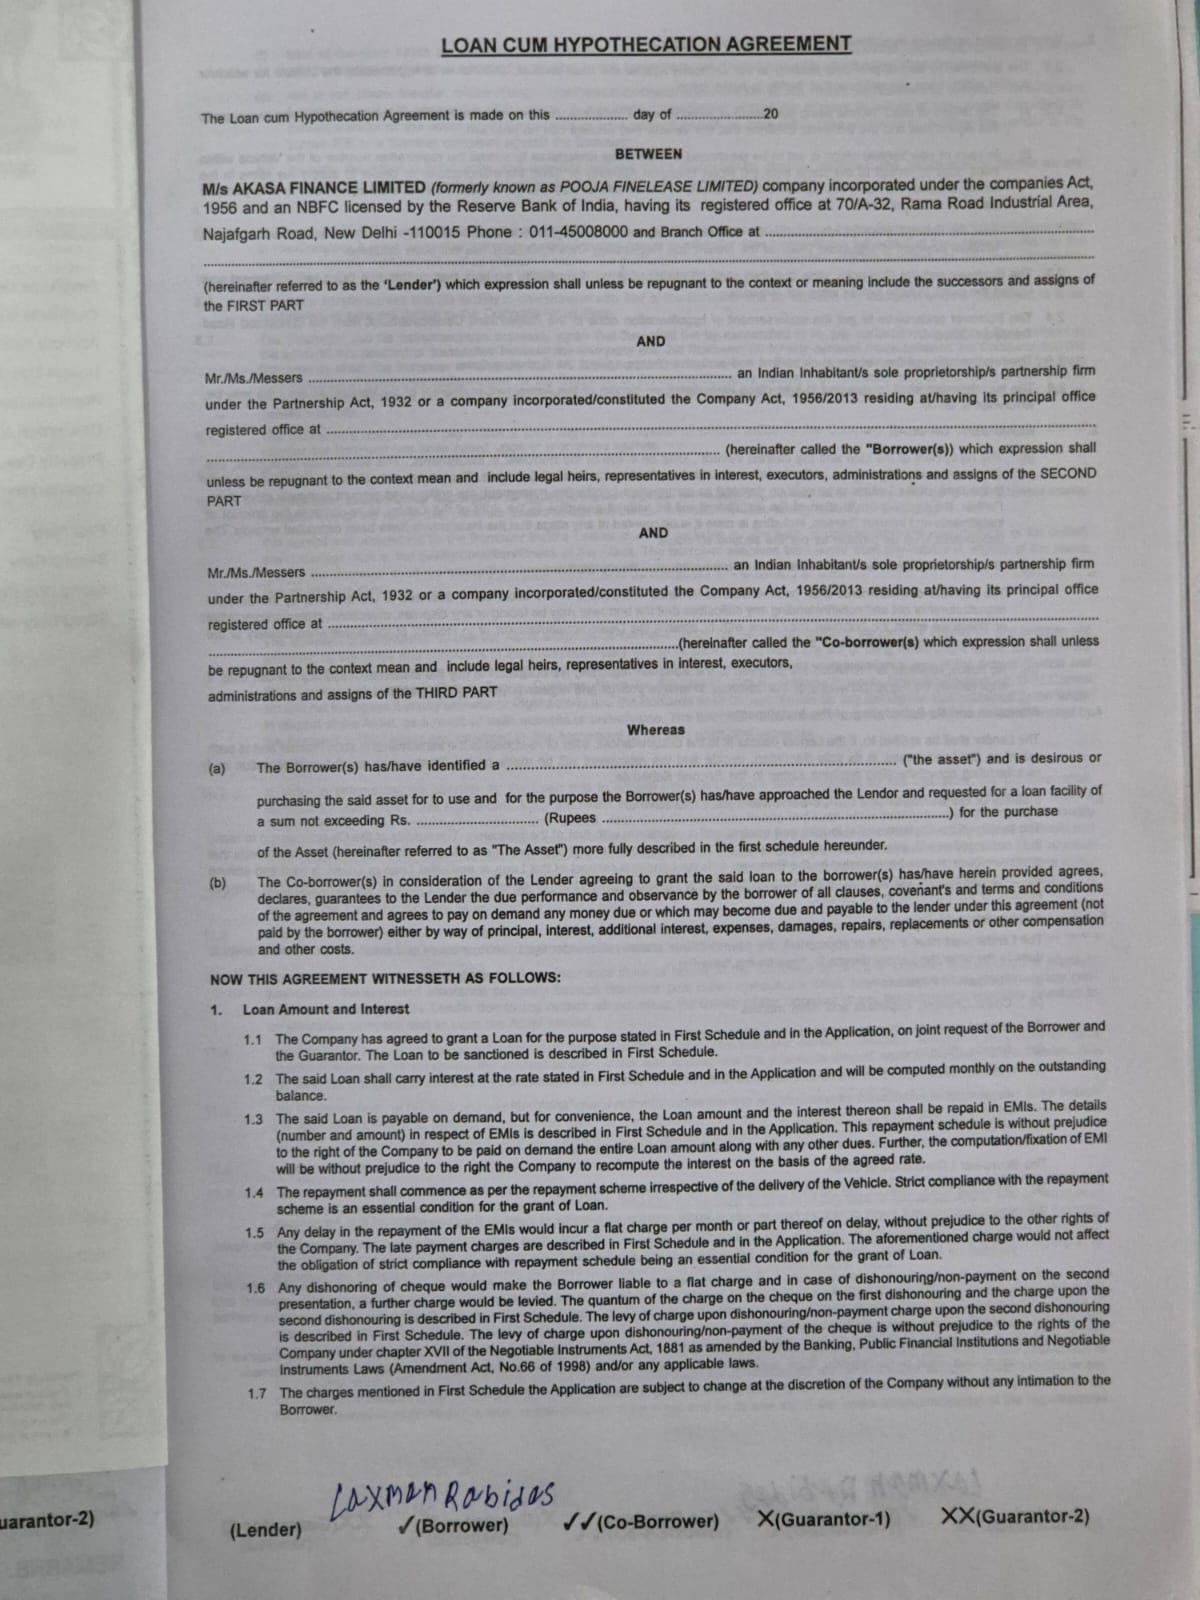 LOAN CUM HYPOTHECATION AGREEMENT
The Loan cum Hypothecation Agreement is made on this .................... day of ........................20
BETWEEN
M/s AKASA FINANCE LIMITED (formerly known as POOJA FINELEASE LIMITED) company incorporated under the companies Act,
1956 and an NBFC licensed by the Reserve Bank of India, having its registered office at 70/A-32, Rama Road Industrial Area,
Najafgarh Road, New Delhi -110015 Phone : 011-45008000 and Branch Office at ....................
....................
(hereinafter referred to as the 'Lender') which expression shall unless be repugnant to the context or meaning include the successors and assigns of
the FIRST PART
AND
Mr./Ms./Messers .................... an Indian Inhabitant/s sole proprietorship/s partnership firm
under the Partnership Act, 1932 or a company incorporated/constituted the Company Act, 1956/2013 residing at/having its principal office
registered office at ....................
.................... (hereinafter called the "Borrower(s)) which expression shall
unless be repugnant to the context mean and include legal heirs, representatives in interest, executors, administrations and assigns of the SECOND
PART
AND
Mr./Ms./Messers .................... an Indian Inhabitant/s sole proprietorship/s partnership firm
under the Partnership Act, 1932 or a company incorporated/constituted the Company Act, 1956/2013 residing at/having its principal office
registered office at ....................
....................(hereinafter called the "Co-borrower(s) which expression shall unless
be repugnant to the context mean and include legal heirs, representatives in interest, executors,
administrations and assigns of the THIRD PART
Whereas
(a) The Borrower(s) has/have identified a .................... ("the asset") and is desirous or
purchasing the said asset for to use and for the purpose the Borrower(s) has/have approached the Lendor and requested for a loan facility of
a sum not exceeding Rs. .................... (Rupees ....................) for the purchase
of the Asset (hereinafter referred to as "The Asset") more fully described in the first schedule hereunder.
(b) The Co-borrower(s) in consideration of the Lender agreeing to grant the said loan to the borrower(s) has/have herein provided agrees,
declares, guarantees to the Lender the due performance and observance by the borrower of all clauses, covenant's and terms and conditions
of the agreement and agrees to pay on demand any money due or which may become due and payable to the lender under this agreement (not
paid by the borrower) either by way of principal, interest, additional interest, expenses, damages, repairs, replacements or other compensation
and other costs.
NOW THIS AGREEMENT WITNESSETH AS FOLLOWS:
1. Loan Amount and Interest
1.1 The Company has agreed to grant a Loan for the purpose stated in First Schedule and in the Application, on joint request of the Borrower and
the Guarantor. The Loan to be sanctioned is described in First Schedule.
1.2 The said Loan shall carry interest at the rate stated in First Schedule and in the Application and will be computed monthly on the outstanding
balance.
1.3 The said Loan is payable on demand, but for convenience, the Loan amount and the interest thereon shall be repaid in EMIs. The details
(number and amount) in respect of EMIs is described in First Schedule and in the Application. This repayment schedule is without prejudice
to the right of the Company to be paid on demand the entire Loan amount along with any other dues. Further, the computation/fixation of EMI
will be without prejudice to the right the Company to recompute the interest on the basis of the agreed rate.
1.4 The repayment shall commence as per the repayment scheme irrespective of the delivery of the Vehicle. Strict compliance with the repayment
scheme is an essential condition for the grant of Loan.
1.5 Any delay in the repayment of the EMIs would incur a flat charge per month or part thereof on delay, without prejudice to the other rights of
the Company. The late payment charges are described in First Schedule and in the Application. The aforementioned charge would not affect
the obligation of strict compliance with repayment schedule being an essential condition for the grant of Loan.
1.6 Any dishonoring of cheque would make the Borrower liable to a flat charge and in case of dishonouring/non-payment on the second
presentation, a further charge would be levied. The quantum of the charge on the cheque on the first dishonouring and the charge upon the
second dishonouring is described in First Schedule. The levy of charge upon dishonouring/non-payment charge upon the second dishonouring
is described in First Schedule. The levy of charge upon dishonouring/non-payment of the cheque is without prejudice to the rights of the
Company under chapter XVII of the Negotiable Instruments Act, 1881 as amended by the Banking, Public Financial Institutions and Negotiable
Instruments Laws (Amendment Act, No.66 of 1998) and/or any applicable laws.
1.7 The charges mentioned in First Schedule the Application are subject to change at the discretion of the Company without any intimation to the
Borrower.
Laxman Rabidas
uarantor-2)
(Lender) ✓(Borrower) ✓✓(Co-Borrower) X(Guarantor-1) XX(Guarantor-2)